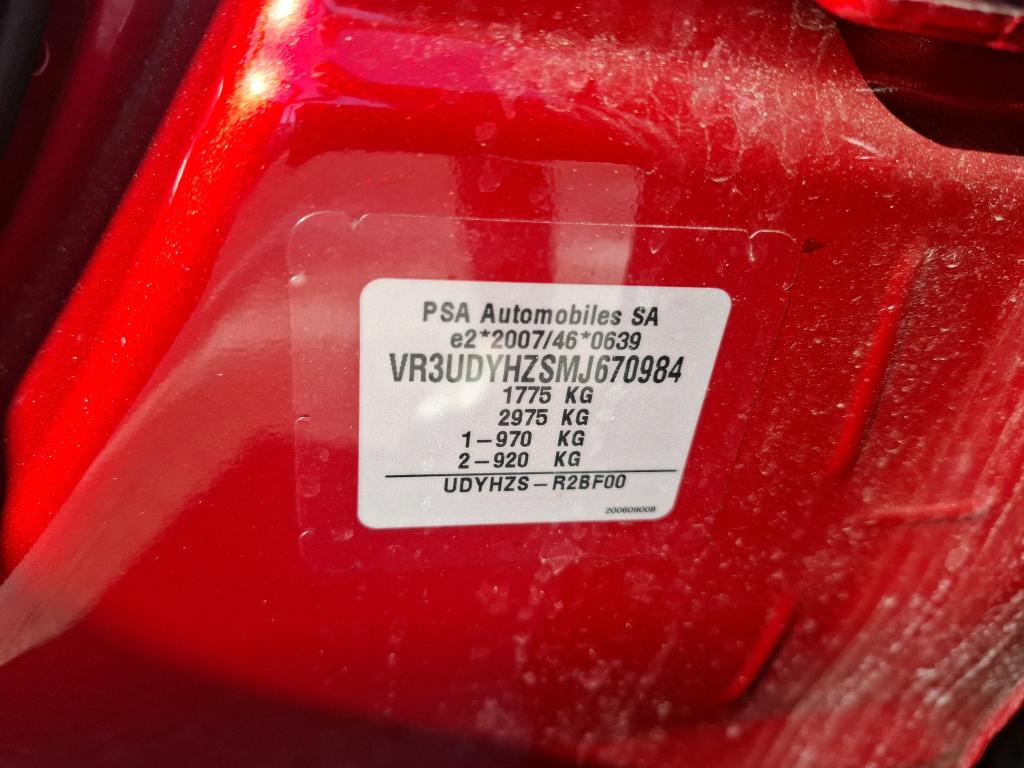 PSA Automobiles SA
e2*2007/46*0639
VR3UDYHZSMJ670984
1775 KG
2975 KG
1-970 KG
2-920 KG
UDYHZS-R2BF00
200609008